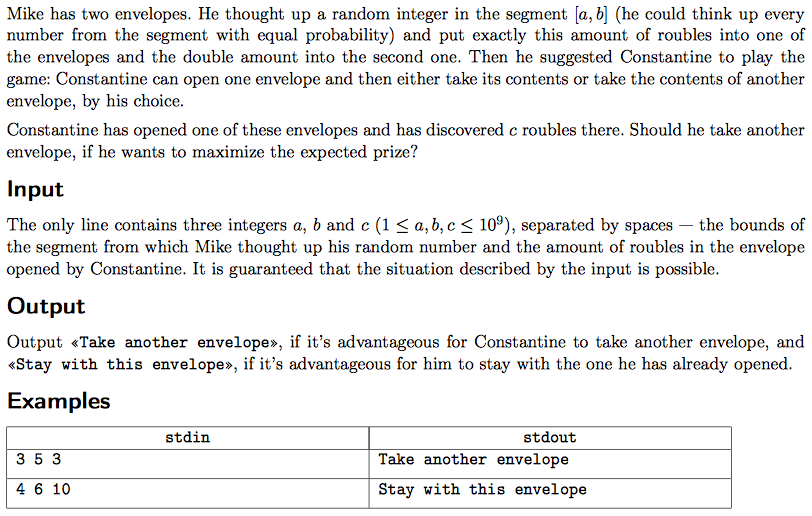 Mike has two envelopes. He thought up a random integer in the segment [a, b] (he could think up every
number from the segment with equal probability) and put exactly this amount of roubles into one of
the envelopes and the double amount into the second one. Then he suggested Constantine to play the
game: Constantine can open one envelope and then either take its contents or take the contents of another
envelope, by his choice.
Constantine has opened one of these envelopes and has discovered c roubles there. Should he take another
envelope, if he wants to maximize the expected prize?
Input
The only line contains three integers a, b and c (1 ≤ a, b, c ≤ 10⁹), separated by spaces — the bounds of
the segment from which Mike thought up his random number and the amount of roubles in the envelope
opened by Constantine. It is guaranteed that the situation described by the input is possible.
Output
Output «Take another envelope», if it's advantageous for Constantine to take another envelope, and
«Stay with this envelope», if it's advantageous for him to stay with the one he has already opened.
Examples
stdin stdout
3 5 3 Take another envelope
4 6 10 Stay with this envelope